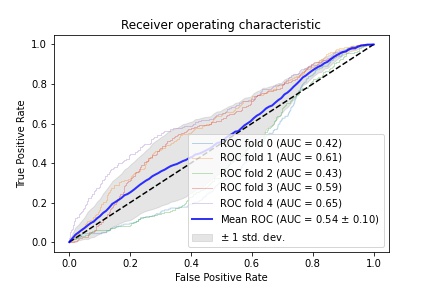 Receiver operating characteristic
True Positive Rate
1.0
0.8
0.6
0.4
0.2
0.0
ROC fold 0 (AUC = 0.42)
ROC fold 1 (AUC = 0.61)
ROC fold 2 (AUC = 0.43)
ROC fold 3 (AUC = 0.59)
ROC fold 4 (AUC = 0.65)
Mean ROC (AUC = 0.54 ± 0.10)
± 1 std. dev.
0.0 0.2 0.4 0.6 0.8 1.0
False Positive Rate